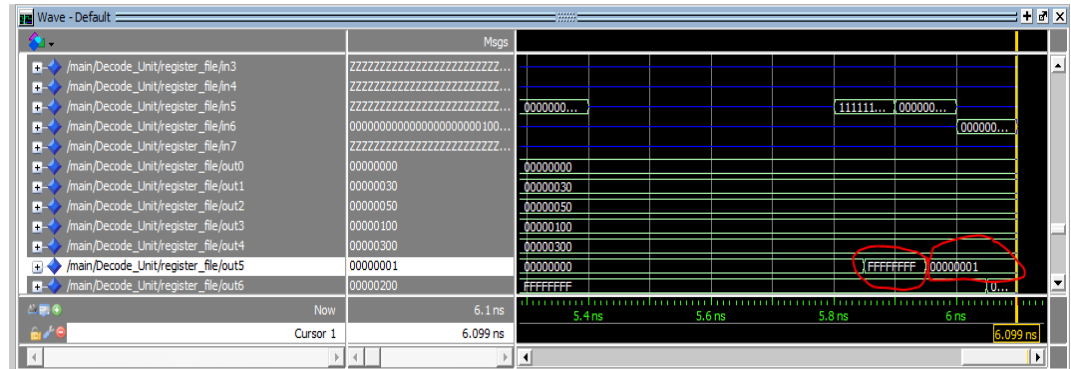 Wave - Default
Msgs
/main/Decode_Unit/register_file/in3 ZZZZZZZZZZZZZZZZZZZZZZZZZZ...
/main/Decode_Unit/register_file/in4 ZZZZZZZZZZZZZZZZZZZZZZZZZZ...
/main/Decode_Unit/register_file/in5 ZZZZZZZZZZZZZZZZZZZZZZZZZZ... 0000000... 111111... 000000...
/main/Decode_Unit/register_file/in6 00000000000000000000000100... 000000...
/main/Decode_Unit/register_file/in7 ZZZZZZZZZZZZZZZZZZZZZZZZZZ...
/main/Decode_Unit/register_file/out0 00000000 00000000
/main/Decode_Unit/register_file/out1 00000030 00000030
/main/Decode_Unit/register_file/out2 00000050 00000050
/main/Decode_Unit/register_file/out3 00000100 00000100
/main/Decode_Unit/register_file/out4 00000300 00000300
/main/Decode_Unit/register_file/out5 00000001 00000000 FFFFFFFF 00000001
/main/Decode_Unit/register_file/out6 00000200 FFFFFFFF 0...
Now 6.1 ns 5.4 ns 5.6 ns 5.8 ns 6 ns
Cursor 1 6.099 ns 6.099 ns